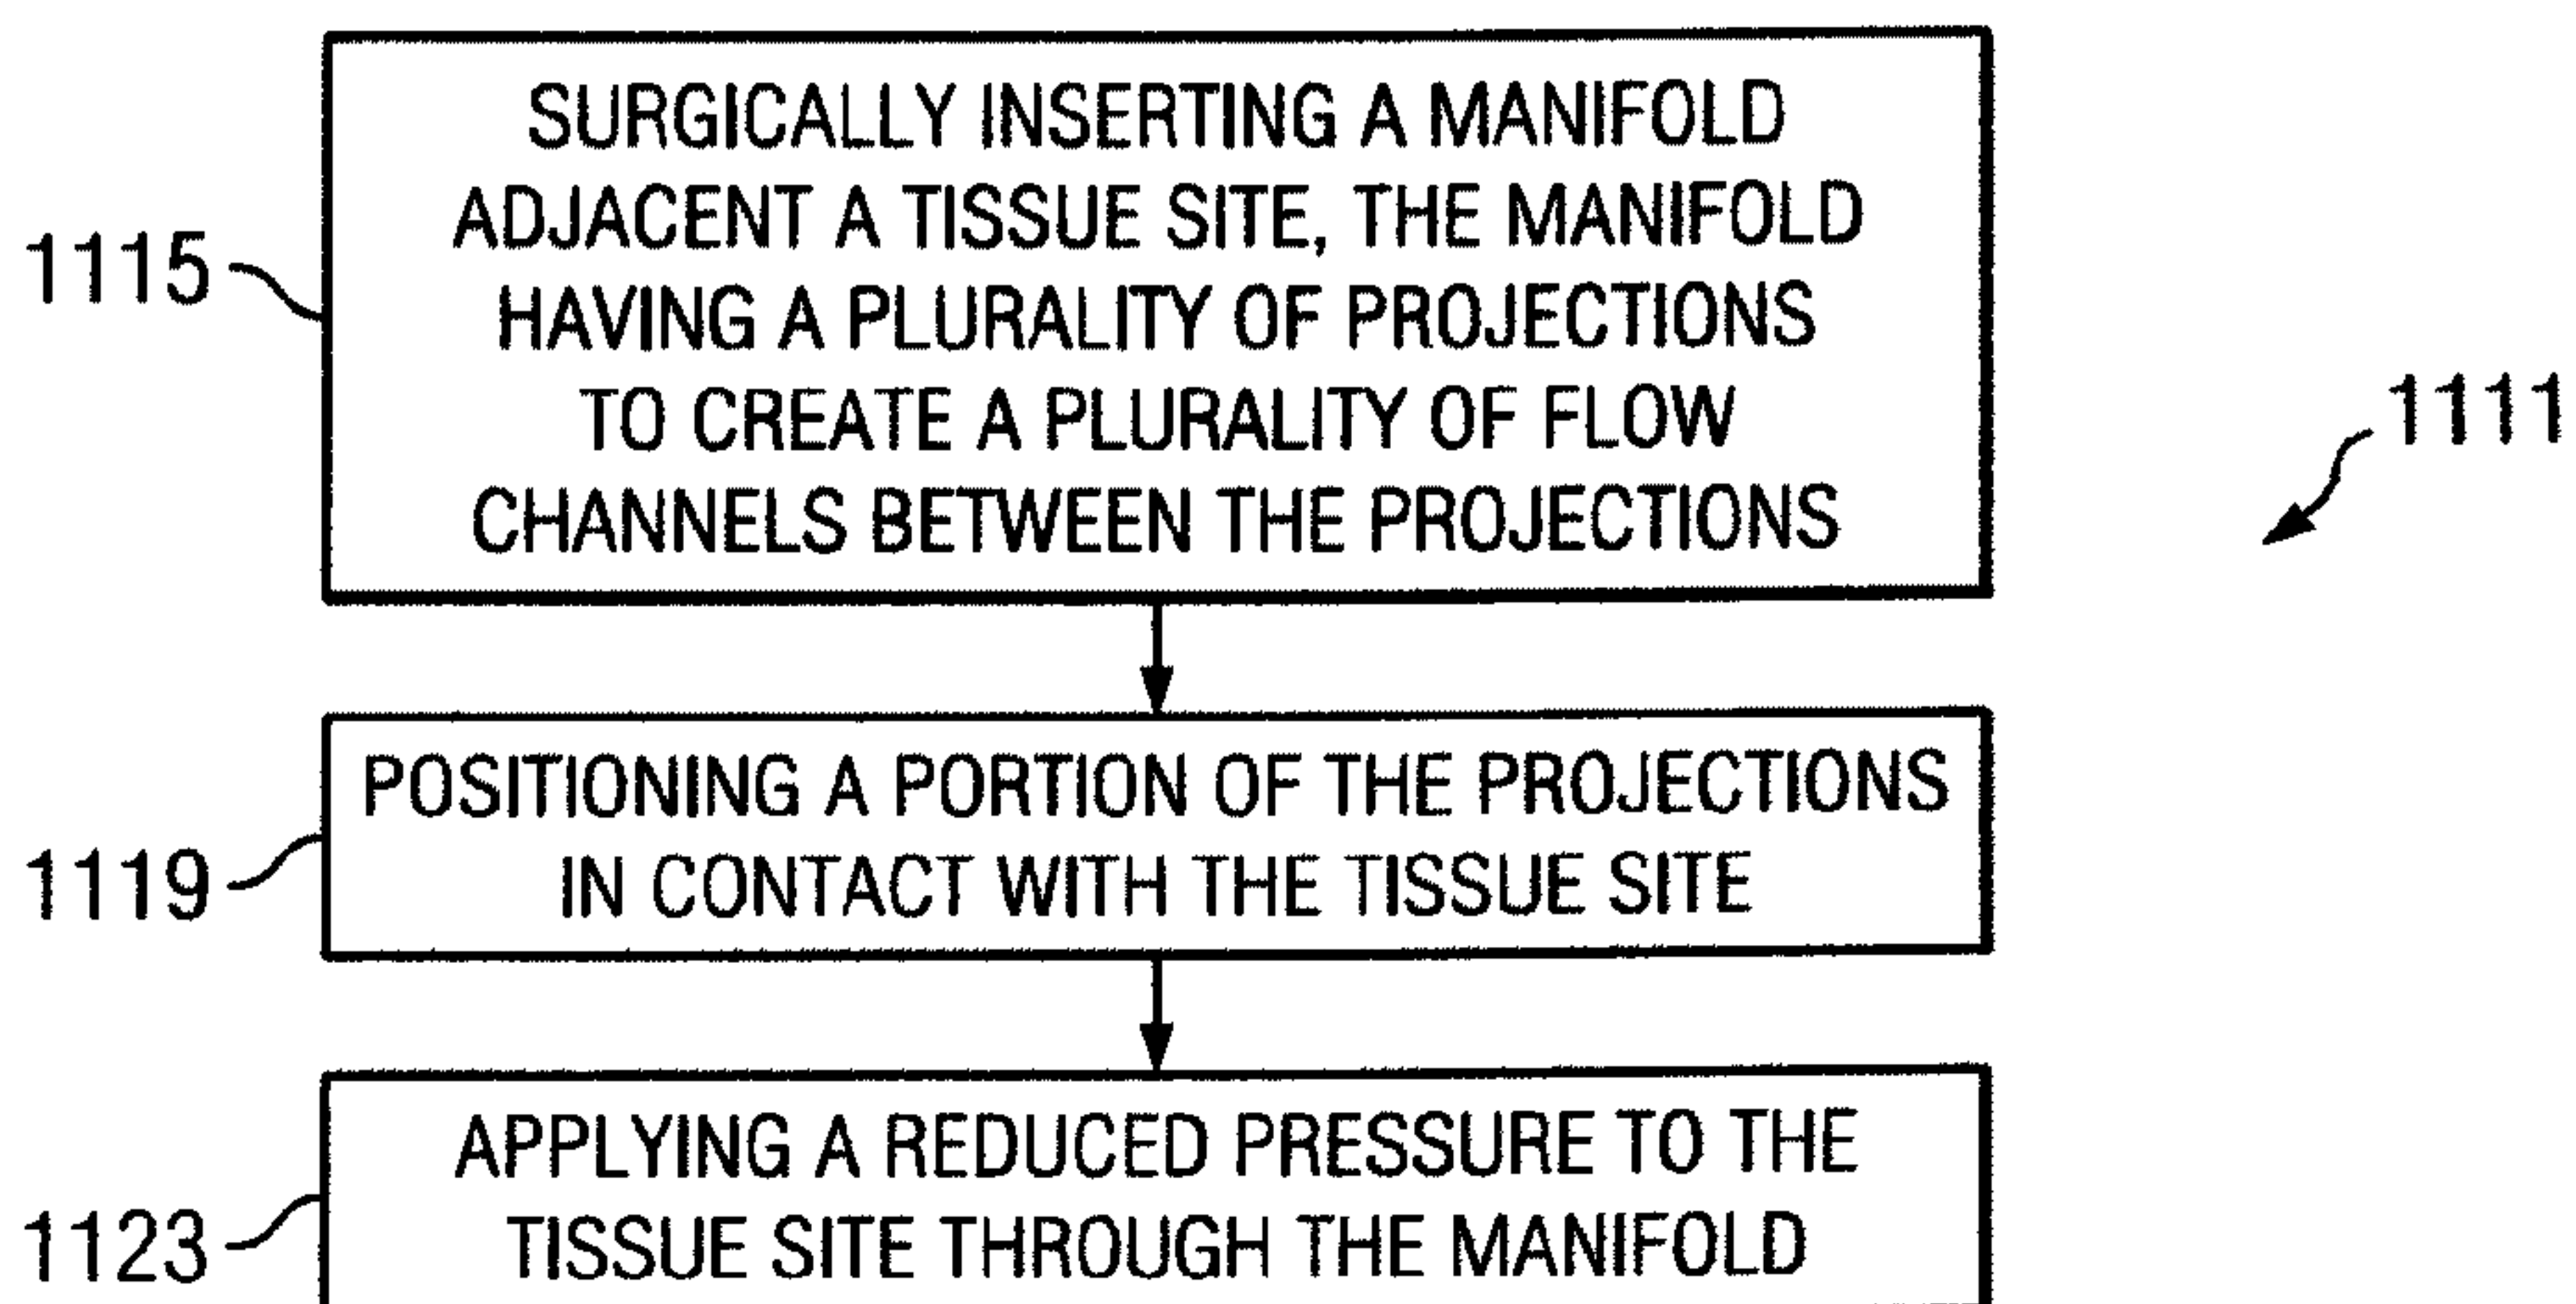 SURGICALLY INSERTING A MANIFOLD
ADJACENT A TISSUE SITE, THE MANIFOLD
HAVING A PLURALITY OF PROJECTIONS
TO CREATE A PLURALITY OF FLOW
CHANNELS BETWEEN THE PROJECTIONS
1115
1111
POSITIONING A PORTION OF THE PROJECTIONS
IN CONTACT WITH THE TISSUE SITE
1119
APPLYING A REDUCED PRESSURE TO THE
TISSUE SITE THROUGH THE MANIFOLD
1123